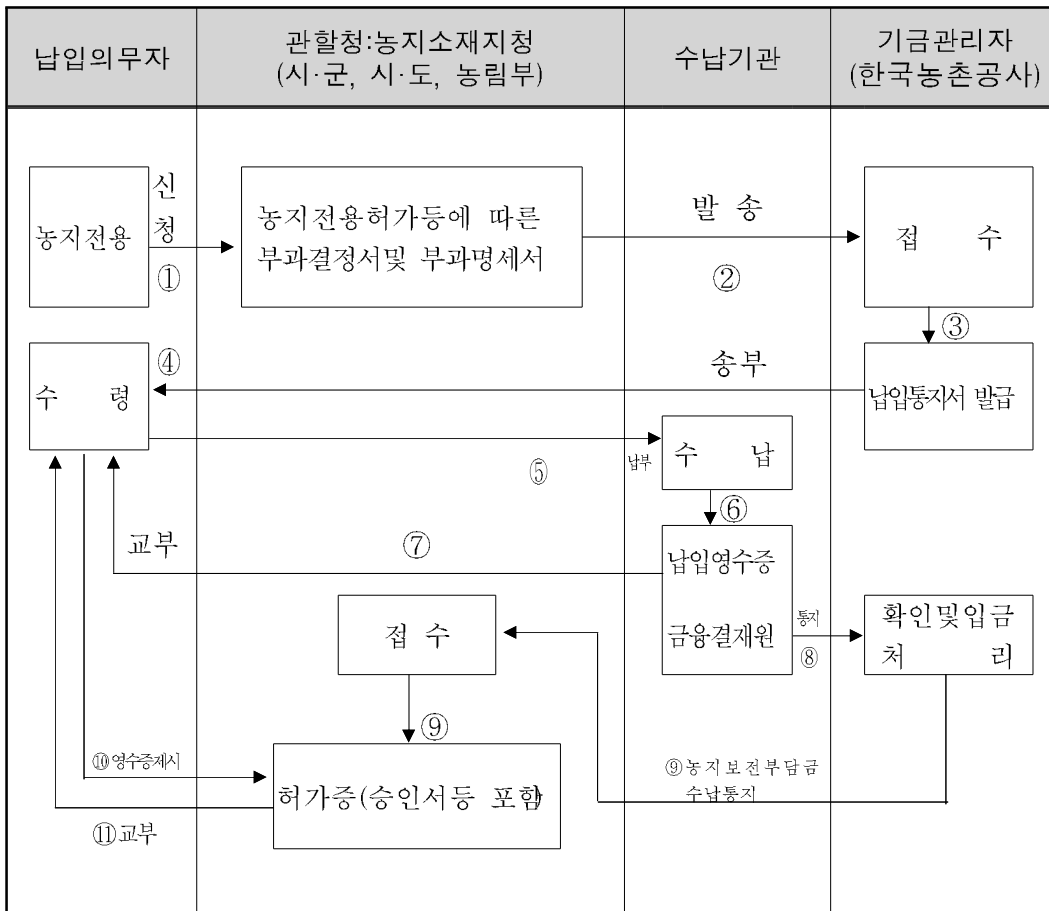 납입의무자
관할청:농지소재지청
(시·군, 시·도, 농림부)
수납기관
기금관리자
(한국농촌공사)
농지전용
신
청
①
농지전용허가등에 따른
부과결정서및 부과명세서
발 송
②
접 수
③
④
수 령
송부
납입통지서 발급
⑤
납부
수 납
⑥
교부
⑦
납입영수증
금융결재원
통지
⑧
확인및입금
처 리
접 수
⑨
⑩영수증제시
⑨농지보전부담금
수납통지
허가증(승인서등 포함)
⑪교부